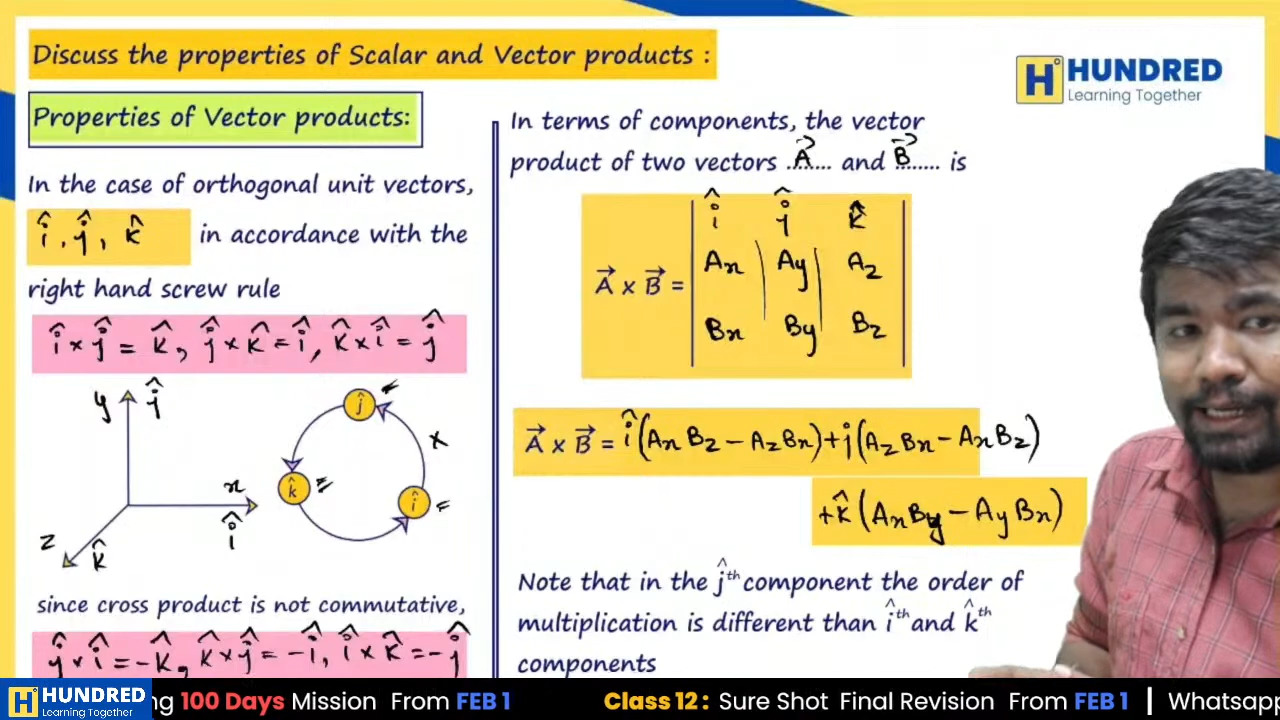 Discuss the properties of Scalar and Vector products :
HUNDRED
Learning Together
Properties of Vector products:
In the case of orthogonal unit vectors,
î, ĵ, k̂ in accordance with the
right hand screw rule
î × ĵ = k̂, ĵ × k̂ = î, k̂ × î = ĵ
y ĵ
x
î
z k̂
ĵ
k̂
î
x
since cross product is not commutative,
ĵ × î = -k̂, k̂ × ĵ = -î, î × k̂ = -ĵ
In terms of components, the vector
product of two vectors ..A⃗..... and ..B⃗..... is
î ĵ k̂
Ax Ay Az
A⃗ x B⃗ =
Bx By Bz
A⃗ x B⃗ = î(AxBz - AzBx) + j(AzBx - AxBz)
+ k̂(AxBy - AyBx)
Note that in the ĵth component the order of
multiplication is different than îth and k̂th
components
HUNDRED
Learning Together
ng 100 Days Mission From FEB 1 Class 12 : Sure Shot Final Revision From FEB 1 | Whatsapp